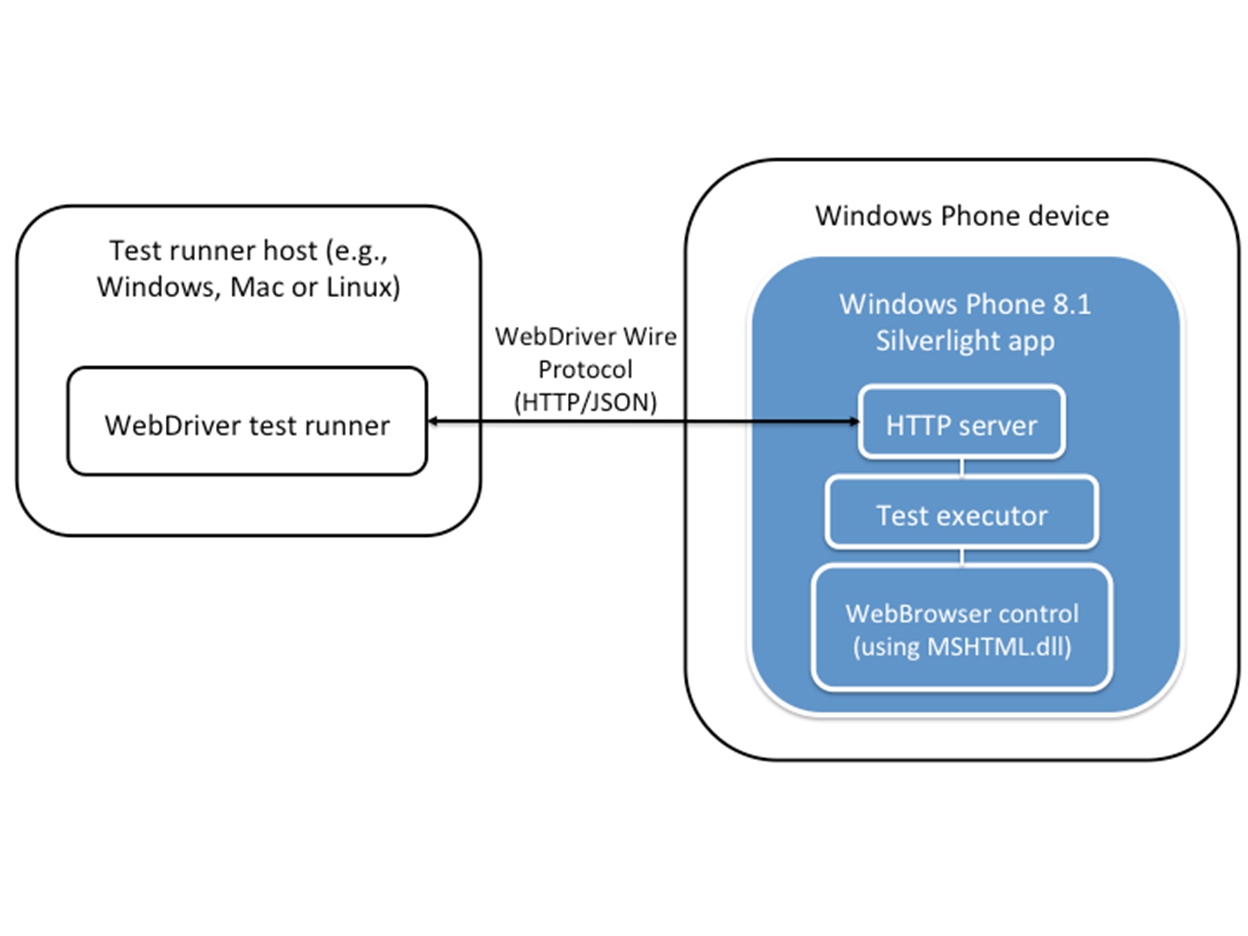 Test runner host (e.g.,
Windows, Mac or Linux)
WebDriver test runner
WebDriver Wire
Protocol
(HTTP/JSON)
Windows Phone device
Windows Phone 8.1
Silverlight app
HTTP server
Test executor
WebBrowser control
(using MSHTML.dll)